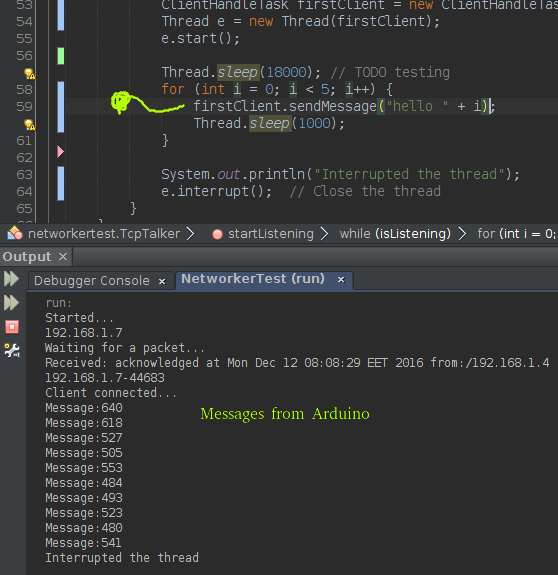 53 ClientHandleTask firstClient = new ClientHandleTas
54 Thread e = new Thread(firstClient);
55 e.start();
56
Thread.sleep(18000); // TODO testing
58 for (int i = 0; i < 5; i++) {
59 firstClient.sendMessage("hello " + i);
Thread.sleep(1000);
61 }
62
63 System.out.println("Interrupted the thread");
64 e.interrupt(); // Close the thread
65 }
66 }
networkertest.TcpTalker > startListening > while (isListening) > for (int i = 0;
Output ×
Debugger Console × NetworkerTest (run) ×
run:
Started...
192.168.1.7
Waiting for a packet...
Received: acknowledged at Mon Dec 12 08:08:29 EET 2016 from:/192.168.1.4
192.168.1.7-44683
Client connected...
Message:640
Messages from Arduino
Message:618
Message:527
Message:505
Message:553
Message:484
Message:493
Message:523
Message:480
Message:541
Interrupted the thread